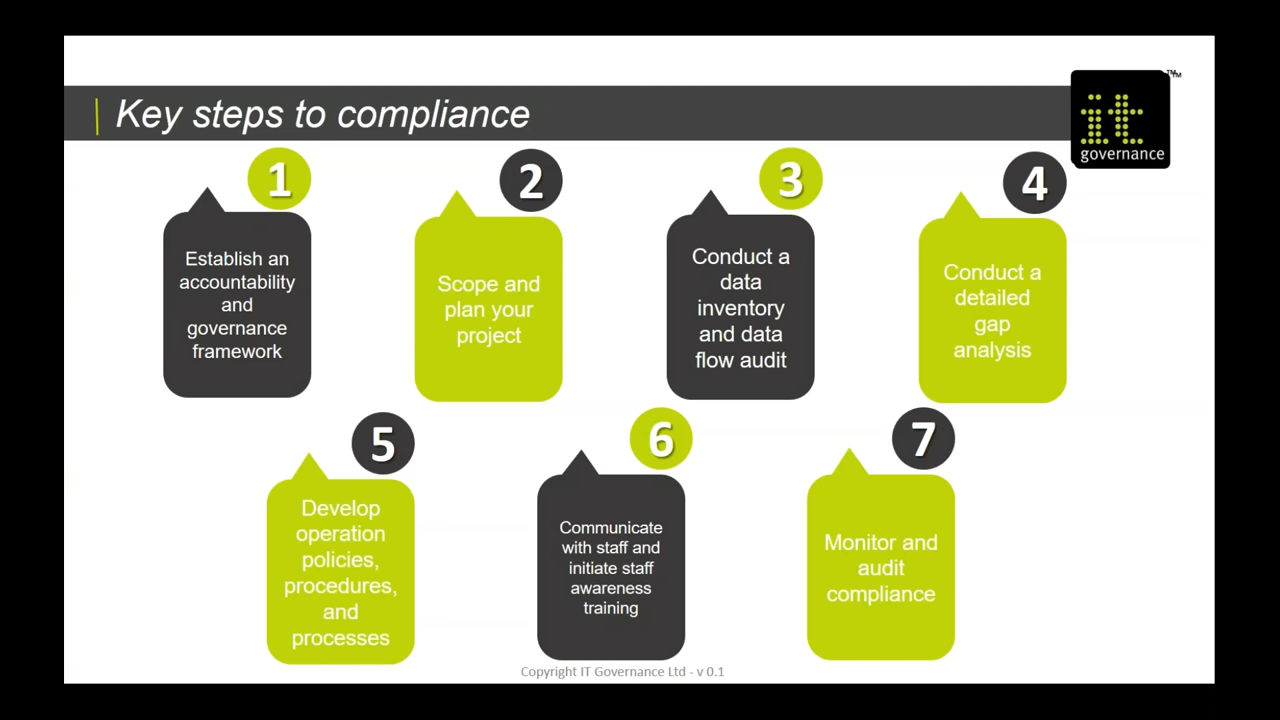 Key steps to compliance
TM TM
it
governance
1
Establish an
accountability
and
governance
framework
2
Scope and
plan your
project
3
Conduct a
data
inventory
and data
flow audit
4
Conduct a
detailed
gap
analysis
5
Develop
operation
policies,
procedures,
and
processes
6
Communicate
with staff and
initiate staff
awareness
training
7
Monitor and
audit
compliance
Copyright IT Governance Ltd - v 0.1